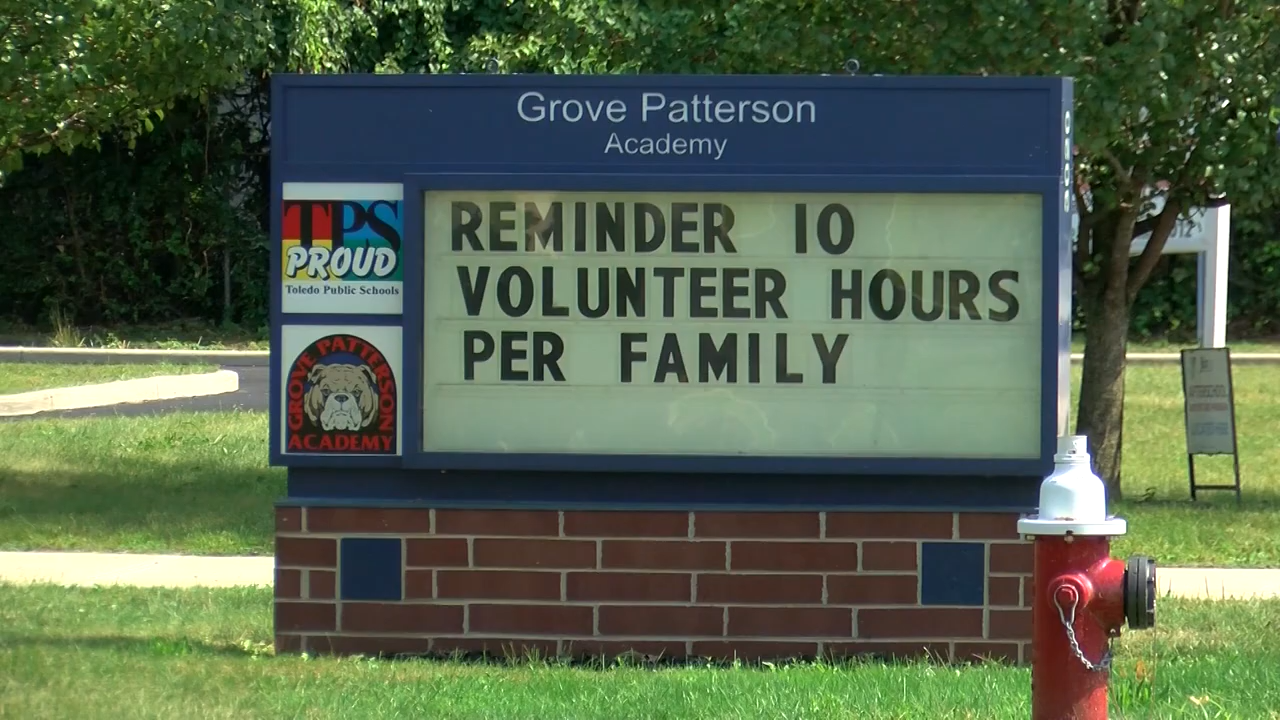 Grove Patterson
Academy
TPS
PROUD
Toledo Public Schools
GROVE PATTERSON
ACADEMY
REMINDER 10
VOLUNTEER HOURS
PER FAMILY